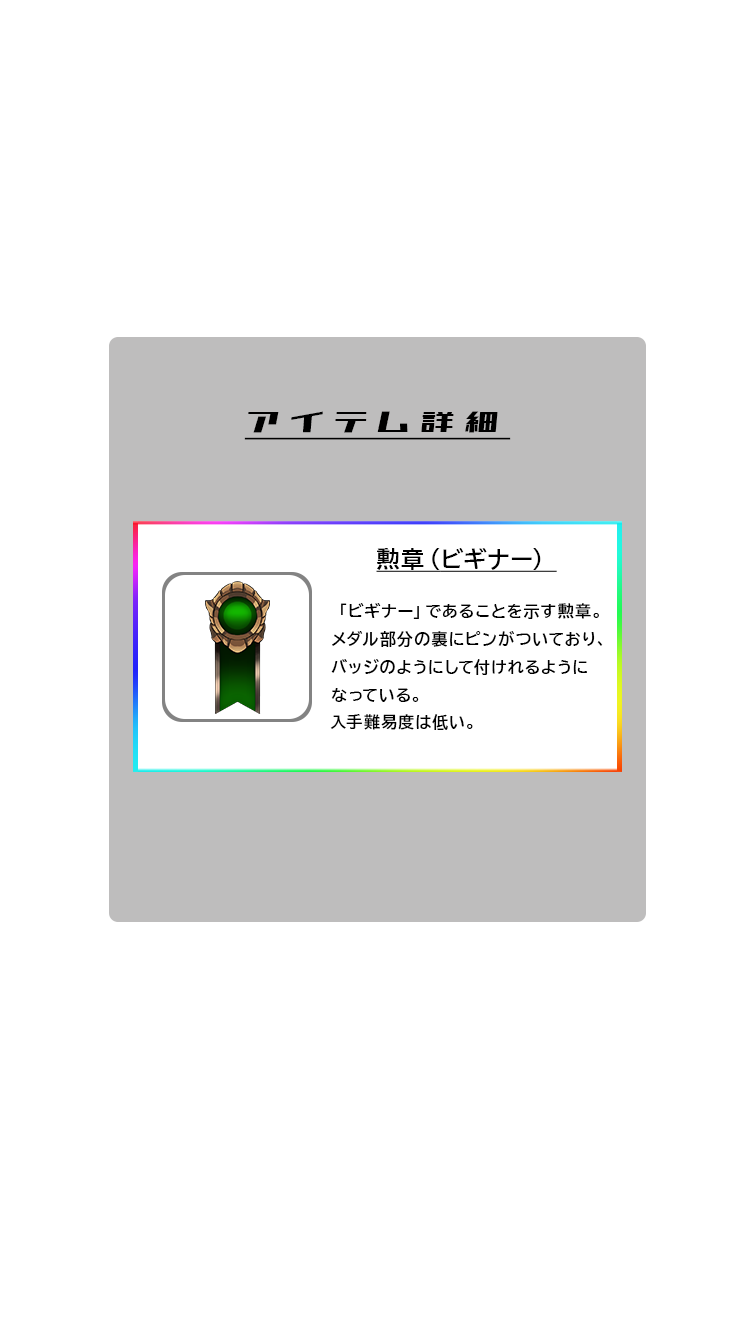 アイテム詳細
勲章(ビギナー)
「ビギナー」であることを示す勲章。
メダル部分の裏にピンがついており、
バッジのようにして付けれるように
なっている。
入手難易度は低い。